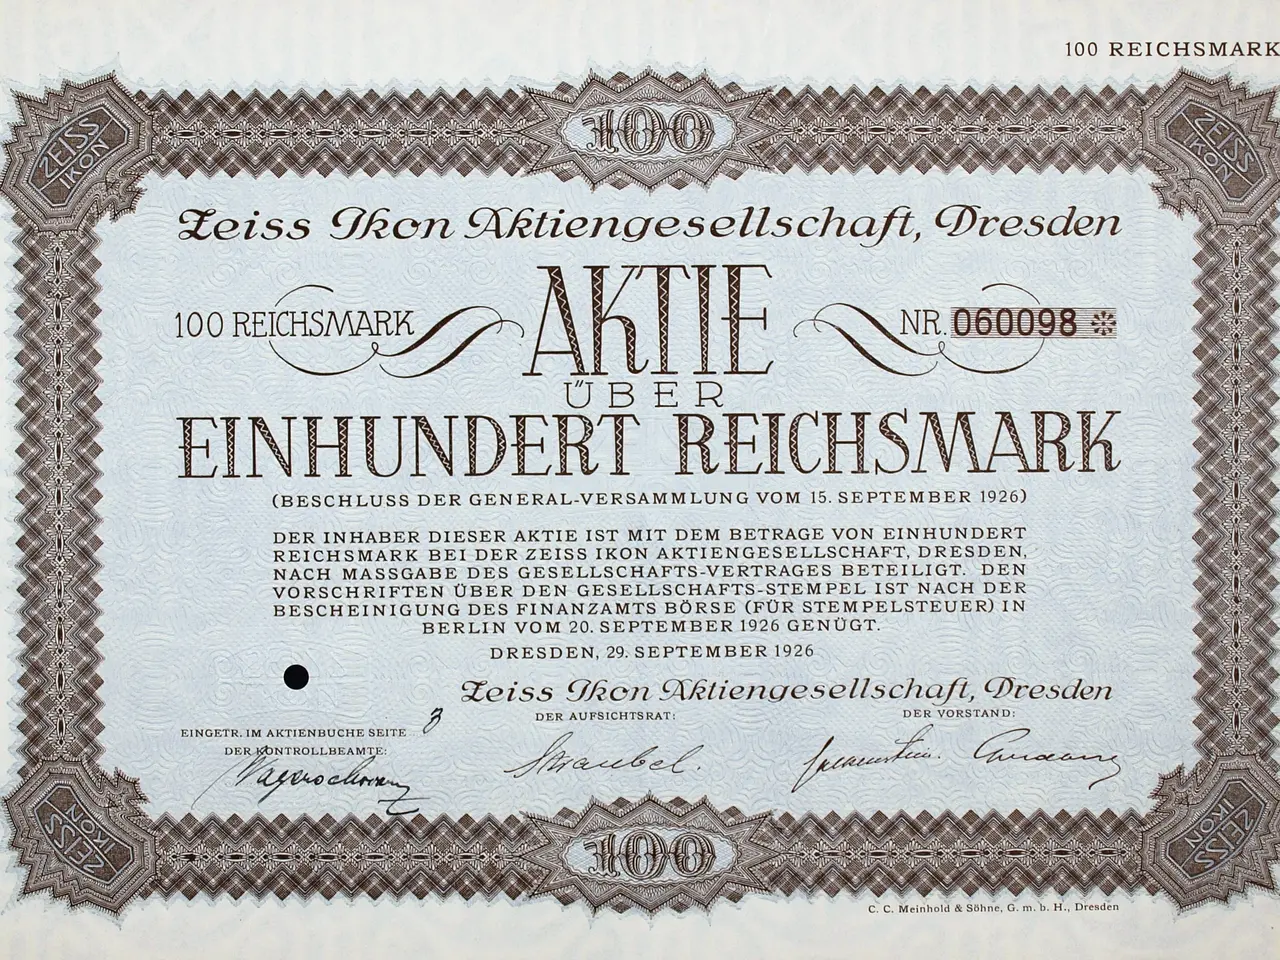 100 REICHSMARK
ZEISS IKON
100
ZEISS IKON
Zeiss Ikon Aktiengesellschaft, Dresden
AKTIE
100 REICHSMARK
NR. 060098
ÜBER
EINHUNDERT REICHSMARK
(BESCHLUSS DER GENERAL-VERSAMMLUNG VOM 15. SEPTEMBER 1926)
DER INHABER DIESER AKTIE IST MIT DEM BETRAGE VON EINHUNDERT
REICHSMARK BEI DER ZEISS IKON AKTIENGESELLSCHAFT, DRESDEN,
NACH MASSGABE DES GESELLSCHAFTS-VERTRAGES BETEILIGT. DEN
VORSCHRIFTEN ÜBER DEN GESELLSCHAFTS-STEMPEL IST NACH DER
BESCHEINIGUNG DES FINANZAMTS BÖRSE (FÜR STEMPELSTEUER) IN
BERLIN VOM 20. SEPTEMBER 1926 GENÜGT.
DRESDEN, 29. SEPTEMBER 1926
Zeiss Ikon Aktiengesellschaft, Dresden
DER AUFSICHTSRAT:
DER VORSTAND:
EINGETR. IM AKTIENBUCHE SEITE 3
DER KONTROLLBEAMTE:
ZEISS IKON
100
ZEISS IKON
C. C. Meinhold & Söhne, G. m. b. H., Dresden